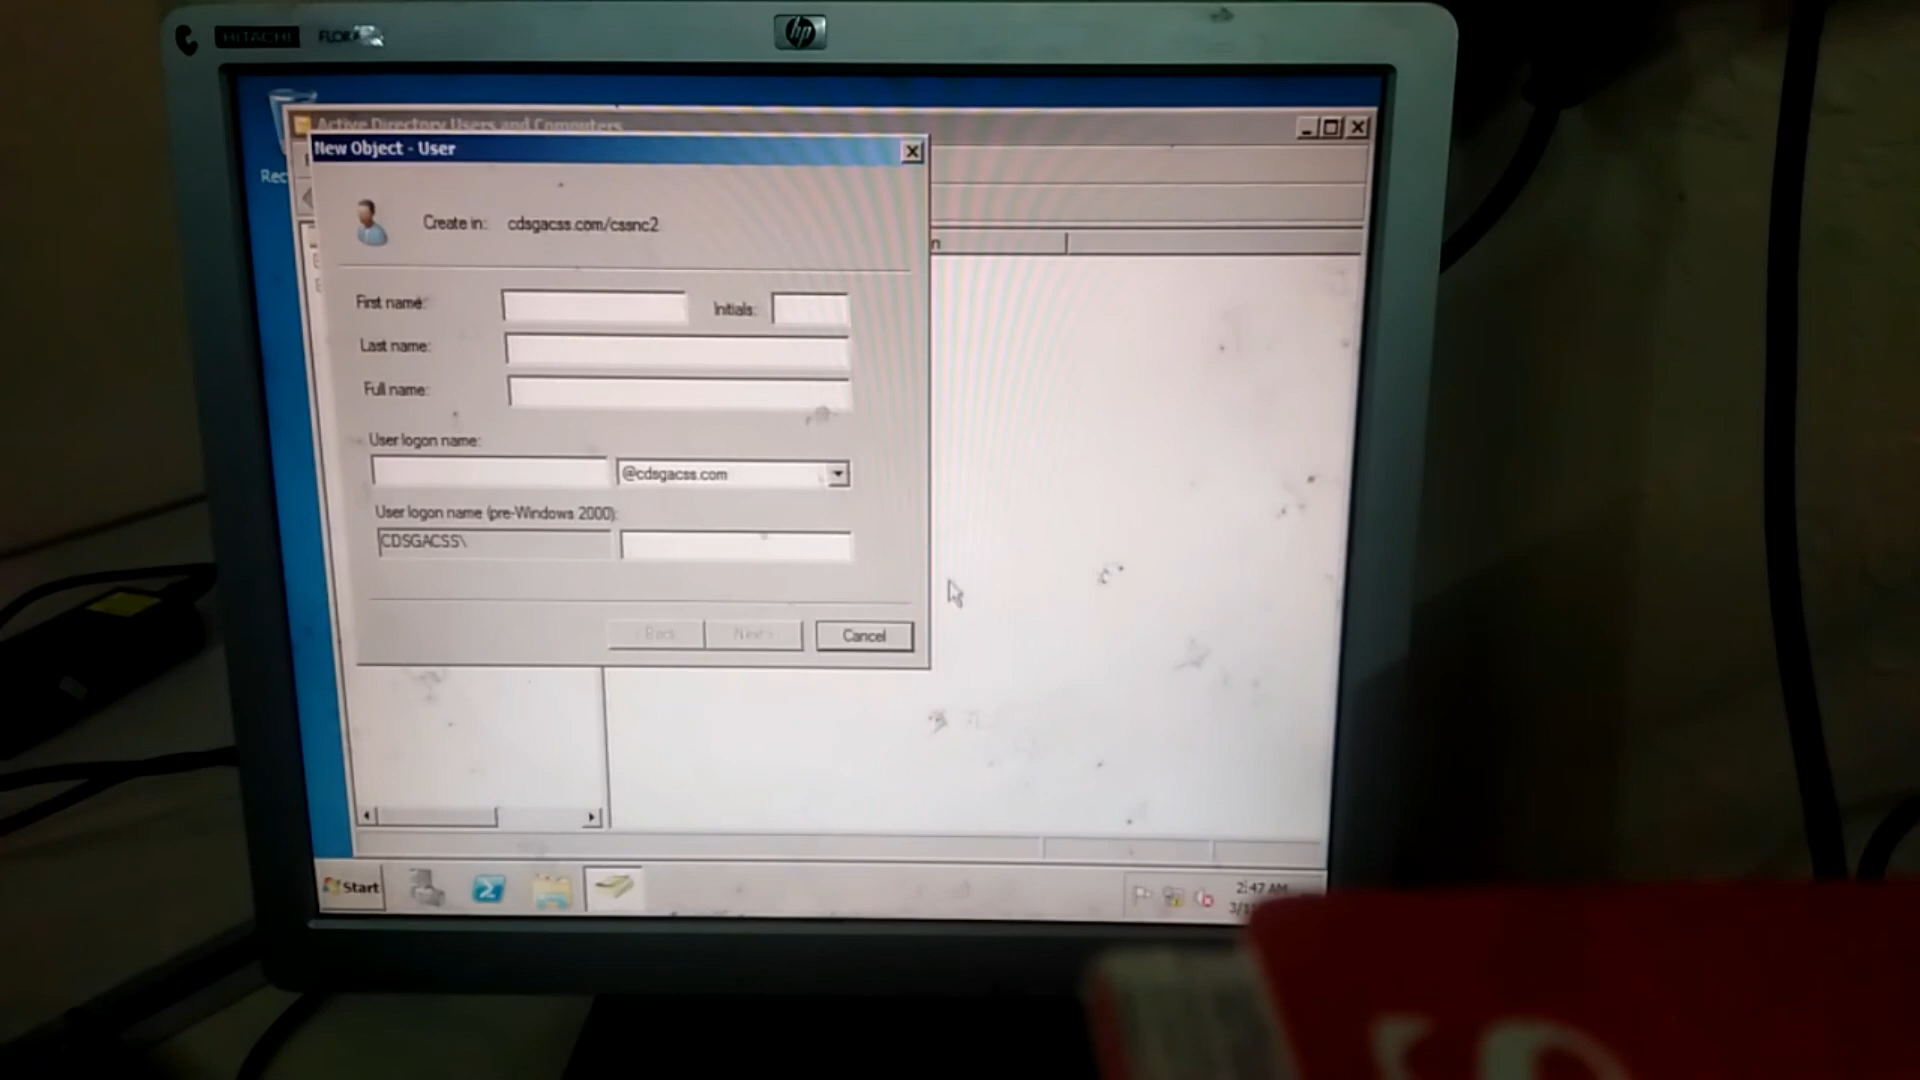 HITACHI
hp
Active Directory Users and Computers
New Object - User
Rec
Create in: cdsgacss.com/cssnc2
n
First name:
Initials:
Last name:
Full name:
User logon name:
@cdsgacss.com
User logon name (pre-Windows 2000):
CDSGACSS\
< Back Next > Cancel
Start
2:47 AM